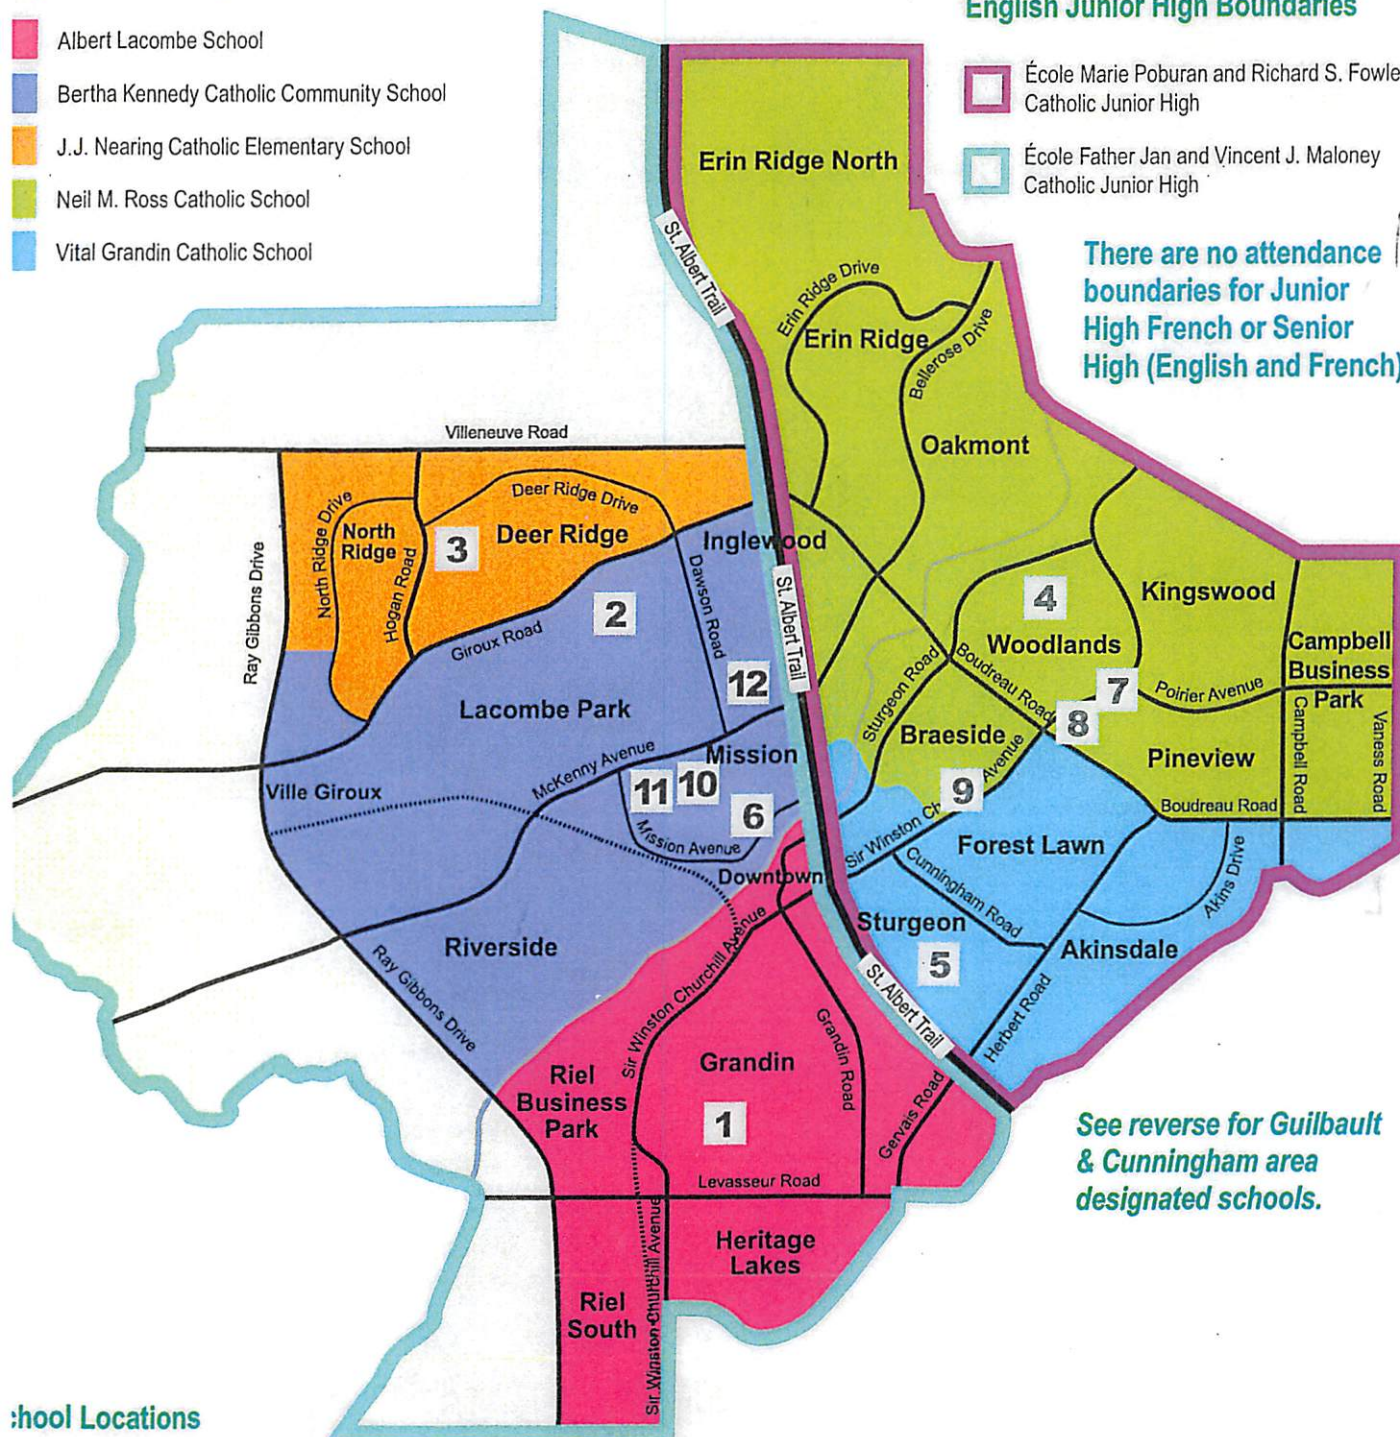 Albert Lacombe School
Bertha Kennedy Catholic Community School
J.J. Nearing Catholic Elementary School
Neil M. Ross Catholic School
Vital Grandin Catholic School
English Junior High Boundaries
École Marie Poburan and Richard S. Fowle
Catholic Junior High
École Father Jan and Vincent J. Maloney
Catholic Junior High
There are no attendance
boundaries for Junior
High French or Senior
High (English and French)
Erin Ridge North
St. Albert Trail
Erin Ridge Drive
Erin Ridge
Bellerose Drive
Oakmont
Villeneuve Road
North Ridge Drive
North
Ridge
Hogan Road
3
Deer Ridge Drive
Deer Ridge
Ray Gibbons Drive
Inglewood
Dawson Road
St. Albert Trail
2
Giroux Road
12
Lacombe Park
4
Woodlands
Kingswood
Campbell
Business
Park
Sturgeon Road
Boudreau Road
7
8
Poirier Avenue
Campbell Road
Vaness Road
Braeside
Pineview
McKenny Avenue
Mission
Ville Giroux
11
10
6
Mission Avenue
9
Sir Winston Ch
Avenue
Boudreau Road
Forest Lawn
Cunningham Road
Akins Drive
Downtown
Sturgeon
5
Akinsdale
Riverside
Ray Gibbons Drive
Sir Winston Churchill Avenue
St. Albert Trail
Herbert Road
Grandin Road
Gervais Road
Riel
Business
Park
Grandin
1
Levasseur Road
Heritage
Lakes
Riel
South
Sir Winston Churchill Avenue
See reverse for Guilbault
& Cunningham area
designated schools.
chool Locations